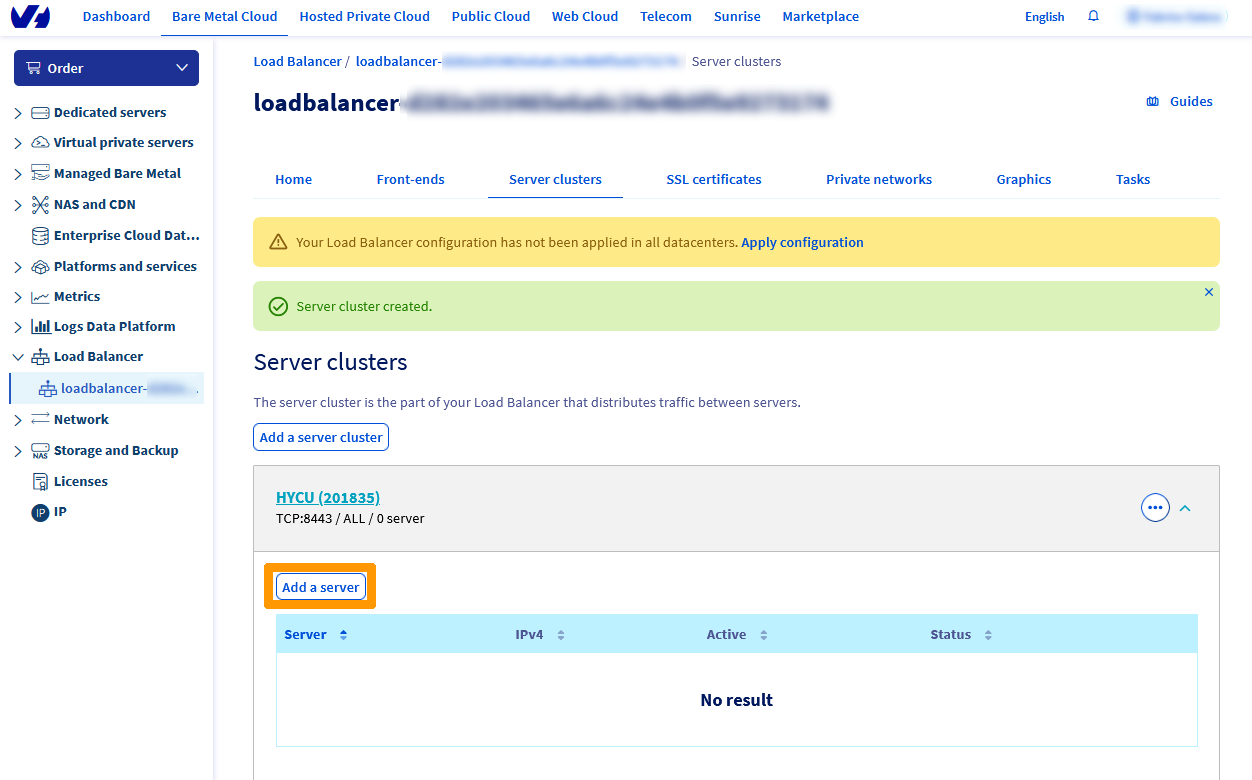 Dashboard Bare Metal Cloud Hosted Private Cloud Public Cloud Web Cloud Telecom Sunrise Marketplace English
Order
Dedicated servers
Virtual private servers
Managed Bare Metal
NAS and CDN
Enterprise Cloud Dat...
Platforms and services
Metrics
Logs Data Platform
Load Balancer
loadbalancer- ...
Network
NAS
Storage and Backup
Licenses
IP IP
Load Balancer / loadbalancer- / Server clusters
loadbalancer-
Guides
Home Front-ends Server clusters SSL certificates Private networks Graphics Tasks
Your Load Balancer configuration has not been applied in all datacenters. Apply configuration
Server cluster created.
Server clusters
The server cluster is the part of your Load Balancer that distributes traffic between servers.
Add a server cluster
HYCU (201835)
TCP:8443 / ALL / 0 server
Add a server
Server IPv4 Active Status
No result